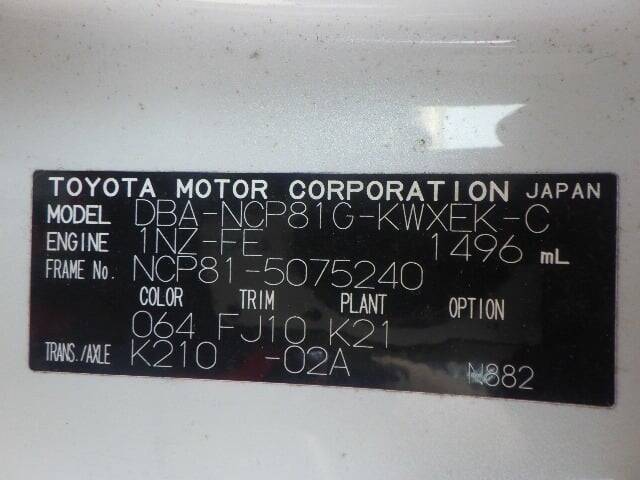 TOYOTA MOTOR CORPORATION JAPAN
MODEL DBA-NCP81G-KWXEK-C
ENGINE 1NZ-FE 1496 mL
FRAME No. NCP81-5075240
COLOR TRIM PLANT OPTION
064 FJ10 K21
TRANS./AXLE K210 -02A
N882